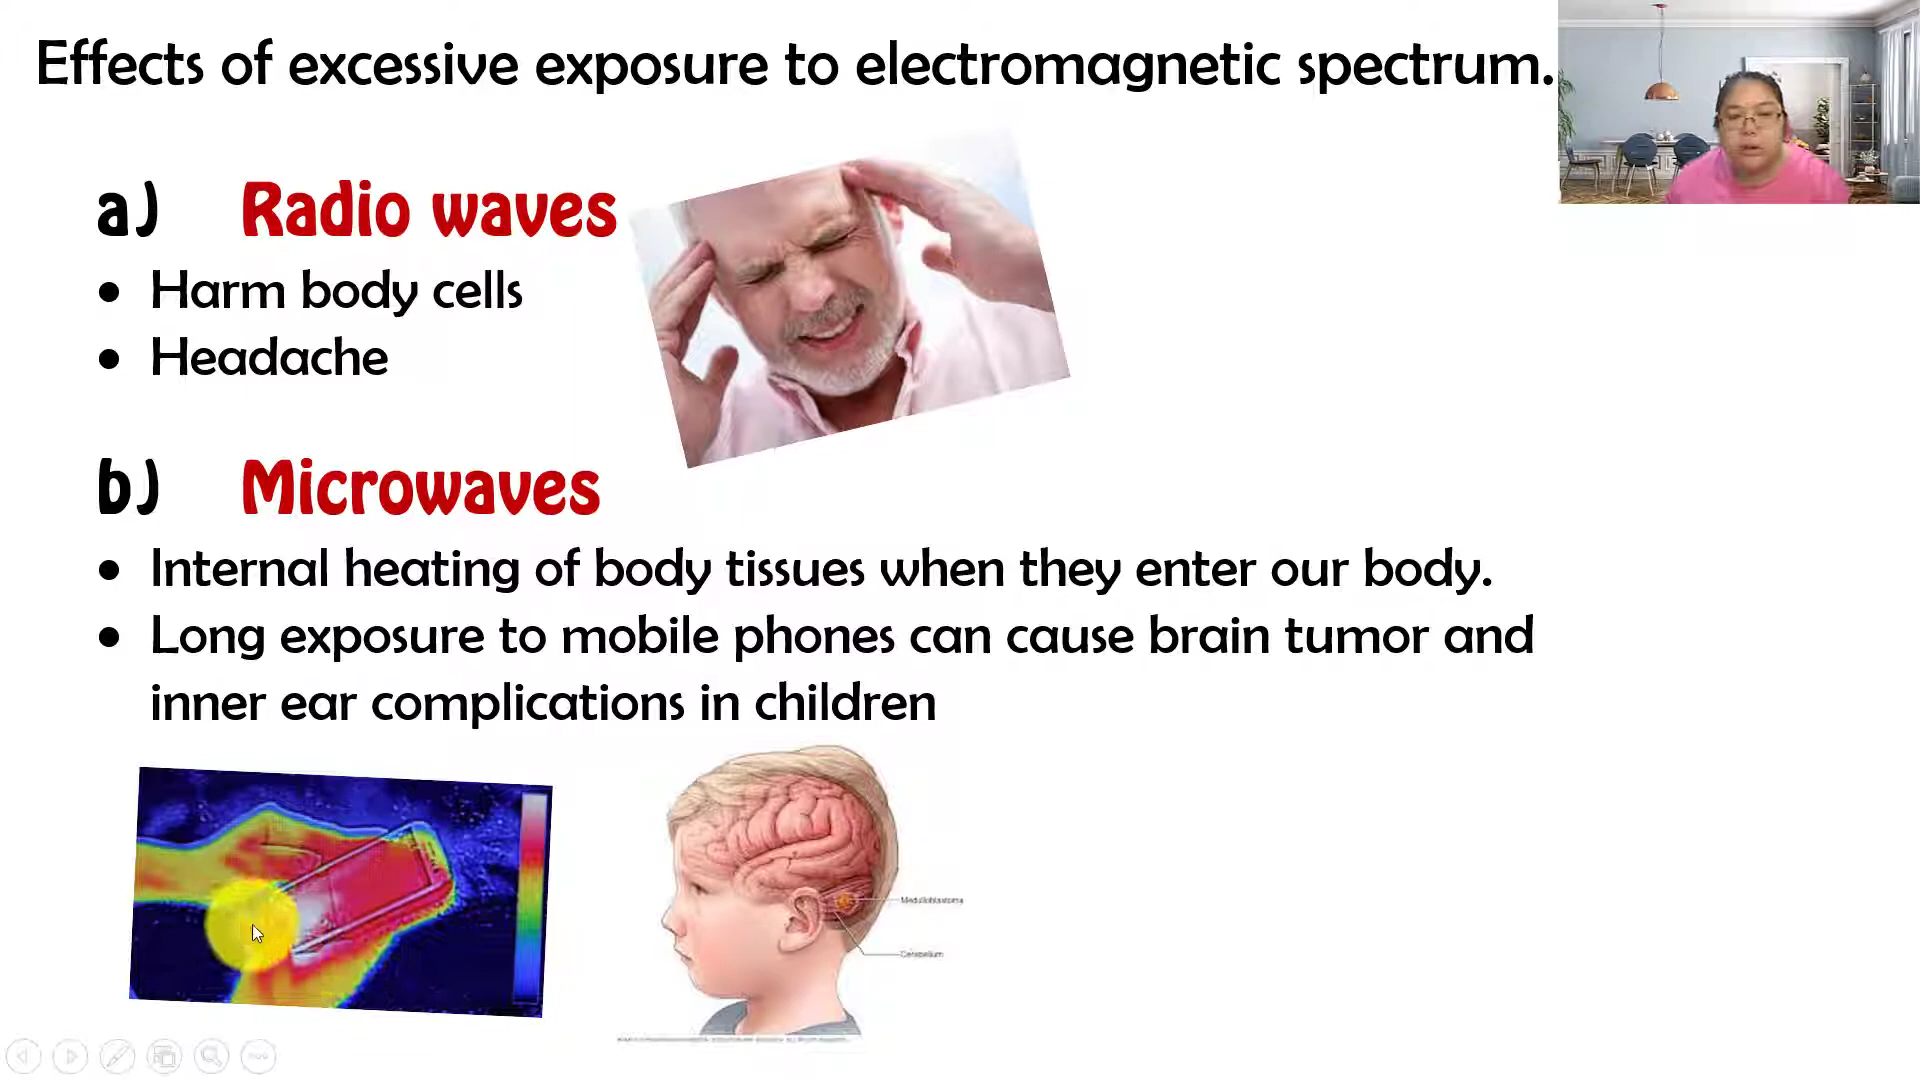 Effects of excessive exposure to electromagnetic spectrum.
a) Radio waves
• Harm body cells
• Headache
b) Microwaves
• Internal heating of body tissues when they enter our body.
• Long exposure to mobile phones can cause brain tumor and
inner ear complications in children
Medulloblastoma
Cerebellum